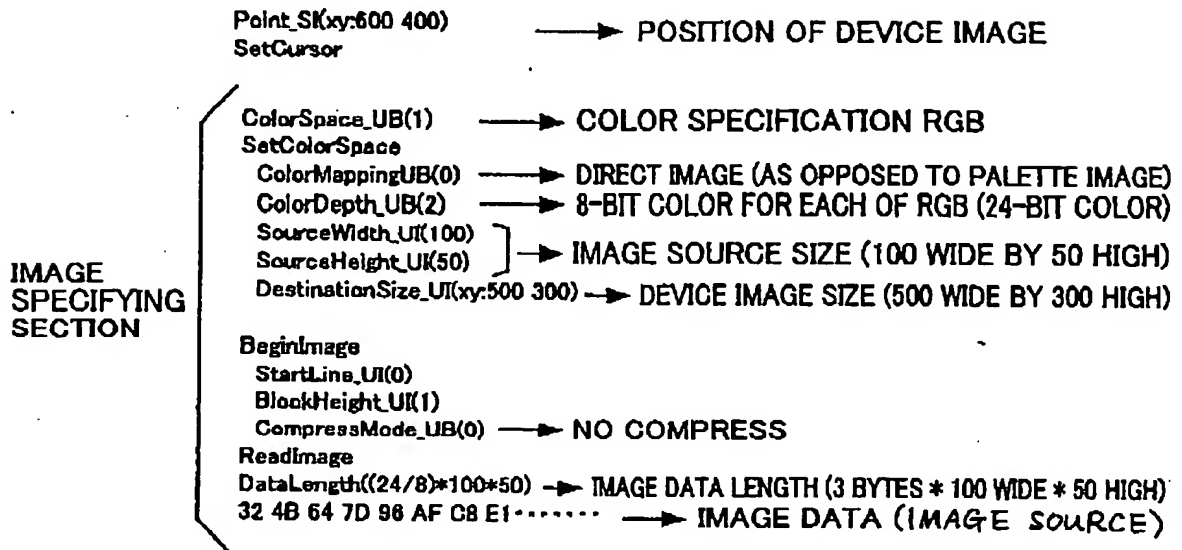 Point_SI(xy:600 400) → POSITION OF DEVICE IMAGE
SetCursor
IMAGE SPECIFYING SECTION
ColorSpace_UB(1) → COLOR SPECIFICATION RGB
SetColorSpace
ColorMappingUB(0) → DIRECT IMAGE (AS OPPOSED TO PALETTE IMAGE)
ColorDepth_UB(2) → 8-BIT COLOR FOR EACH OF RGB (24-BIT COLOR)
SourceWidth_UI(100)
SourceHeight_UI(50) → IMAGE SOURCE SIZE (100 WIDE BY 50 HIGH)
DestinationSize_UI(xy:500 300) → DEVICE IMAGE SIZE (500 WIDE BY 300 HIGH)
BeginImage
StartLine_UI(0)
BlockHeight_UI(1)
CompressMode_UB(0) → NO COMPRESS
ReadImage
DataLength((24/8)*100*50) → IMAGE DATA LENGTH (3 BYTES * 100 WIDE * 50 HIGH)
32 4B 64 7D 96 AF C8 E1······· → IMAGE DATA (IMAGE SOURCE)